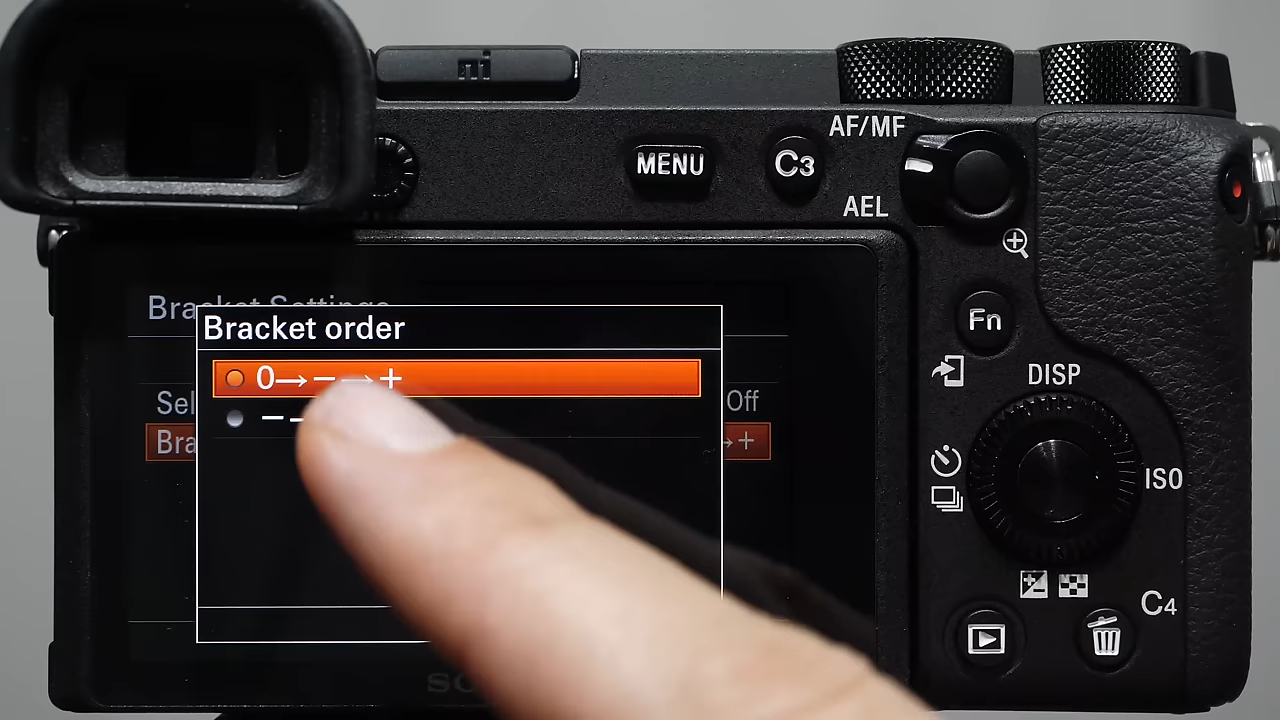 MENU
C3
AF/MF
AEL
Fn
DISP
ISO
C4
Bracket order
0→−→+
Off
→+